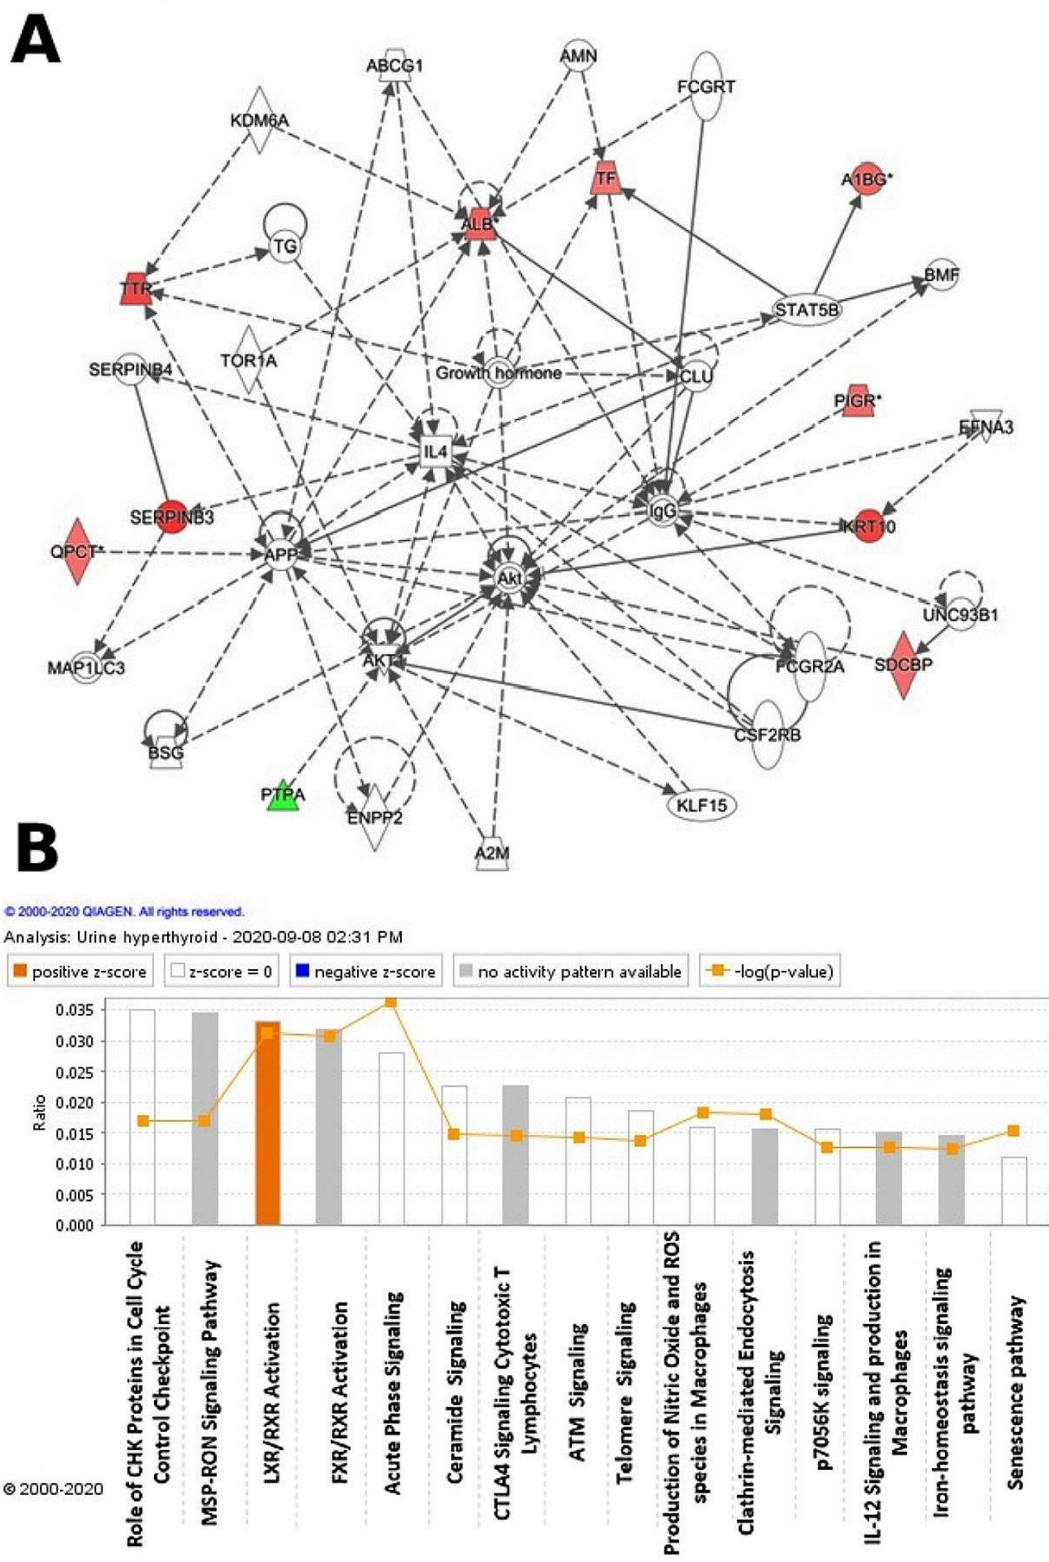 A
ABCG1
AMN
FCGRT
KDM6A
TF
A1BG*
ALB*
TG
TTR
BMF
STAT5B
SERPINB4
TOR1A
Growth hormone
CLU
PIGR*
EFNA3
IL4
IgG
SERPINB3
KRT10
QPCT*
APP
Akt
UNC93B1
MAP1LC3
AKT1
FCGR2A
SDCBP
BSG
CSF2RB
PTPA
ENPP2
KLF15
A2M
B
© 2000-2020 QIAGEN. All rights reserved.
Analysis: Urine hyperthyroid - 2020-09-08 02:31 PM
positive z-score
z-score = 0
negative z-score
no activity pattern available
-log(p-value)
0.035
0.030
0.025
0.020
0.015
0.010
0.005
0.000
Ratio
Role of CHK Proteins in Cell Cycle
Control Checkpoint
MSP-RON Signaling Pathway
LXR/RXR Activation
FXR/RXR Activation
Acute Phase Signaling
Ceramide Signaling
CTLA4 Signaling Cytotoxic T
Lymphocytes
ATM Signaling
Telomere Signaling
Production of Nitric Oxide and ROS
species in Macrophages
Clathrin-mediated Endocytosis
Signaling
p7056K signaling
IL-12 Signaling and production in
Macrophages
Iron-homeostasis signaling
pathway
Senescence pathway
© 2000-2020